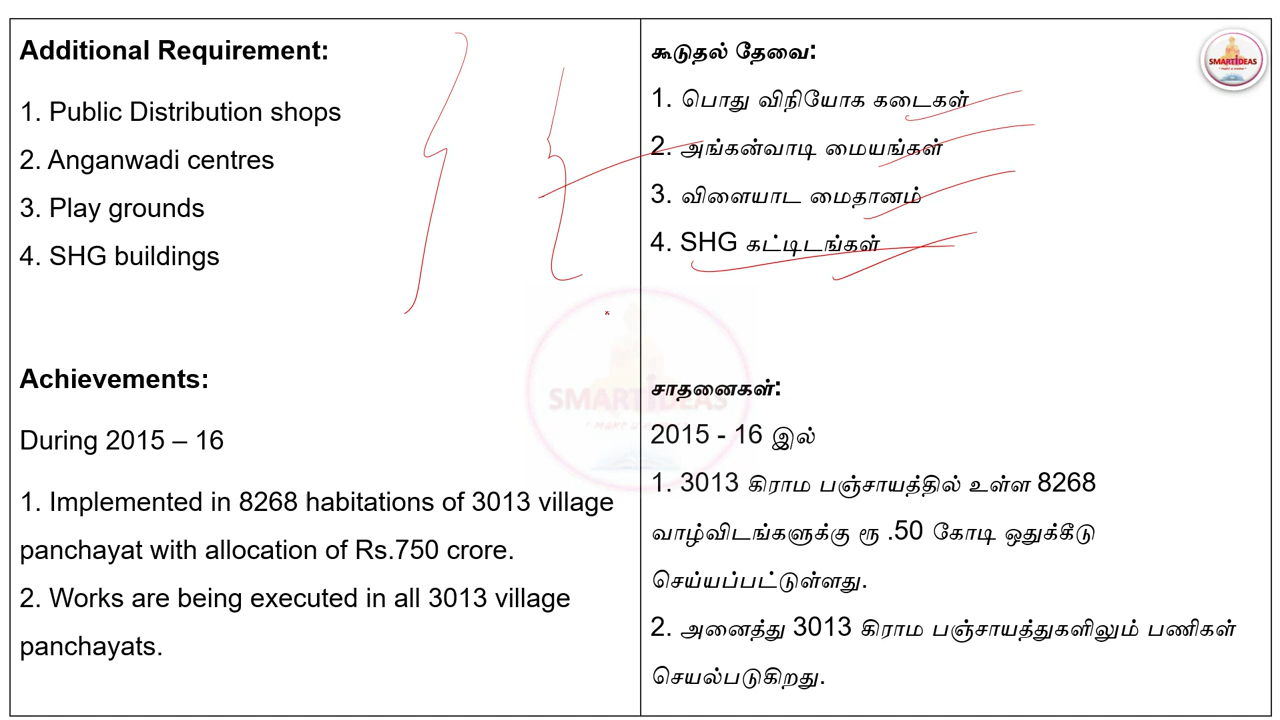 Additional Requirement:
1. Public Distribution shops
2. Anganwadi centres
3. Play grounds
4. SHG buildings
Achievements:
During 2015 – 16
1. Implemented in 8268 habitations of 3013 village
panchayat with allocation of Rs.750 crore.
2. Works are being executed in all 3013 village
panchayats.
கூடுதல் தேவை:
1. பொது விநியோக கடைகள்
2. அங்கன்வாடி மையங்கள்
3. விளையாட மைதானம்
4. SHG கட்டிடங்கள்
சாதனைகள்:
2015 - 16 இல்
1. 3013 கிராம பஞ்சாயத்தில் உள்ள 8268
வாழ்விடங்களுக்கு ரூ .50 கோடி ஒதுக்கீடு
செய்யப்பட்டுள்ளது.
2. அனைத்து 3013 கிராம பஞ்சாயத்துகளிலும் பணிகள்
செயல்படுகிறது.
SMARTIDEAS
SMARTIDEAS